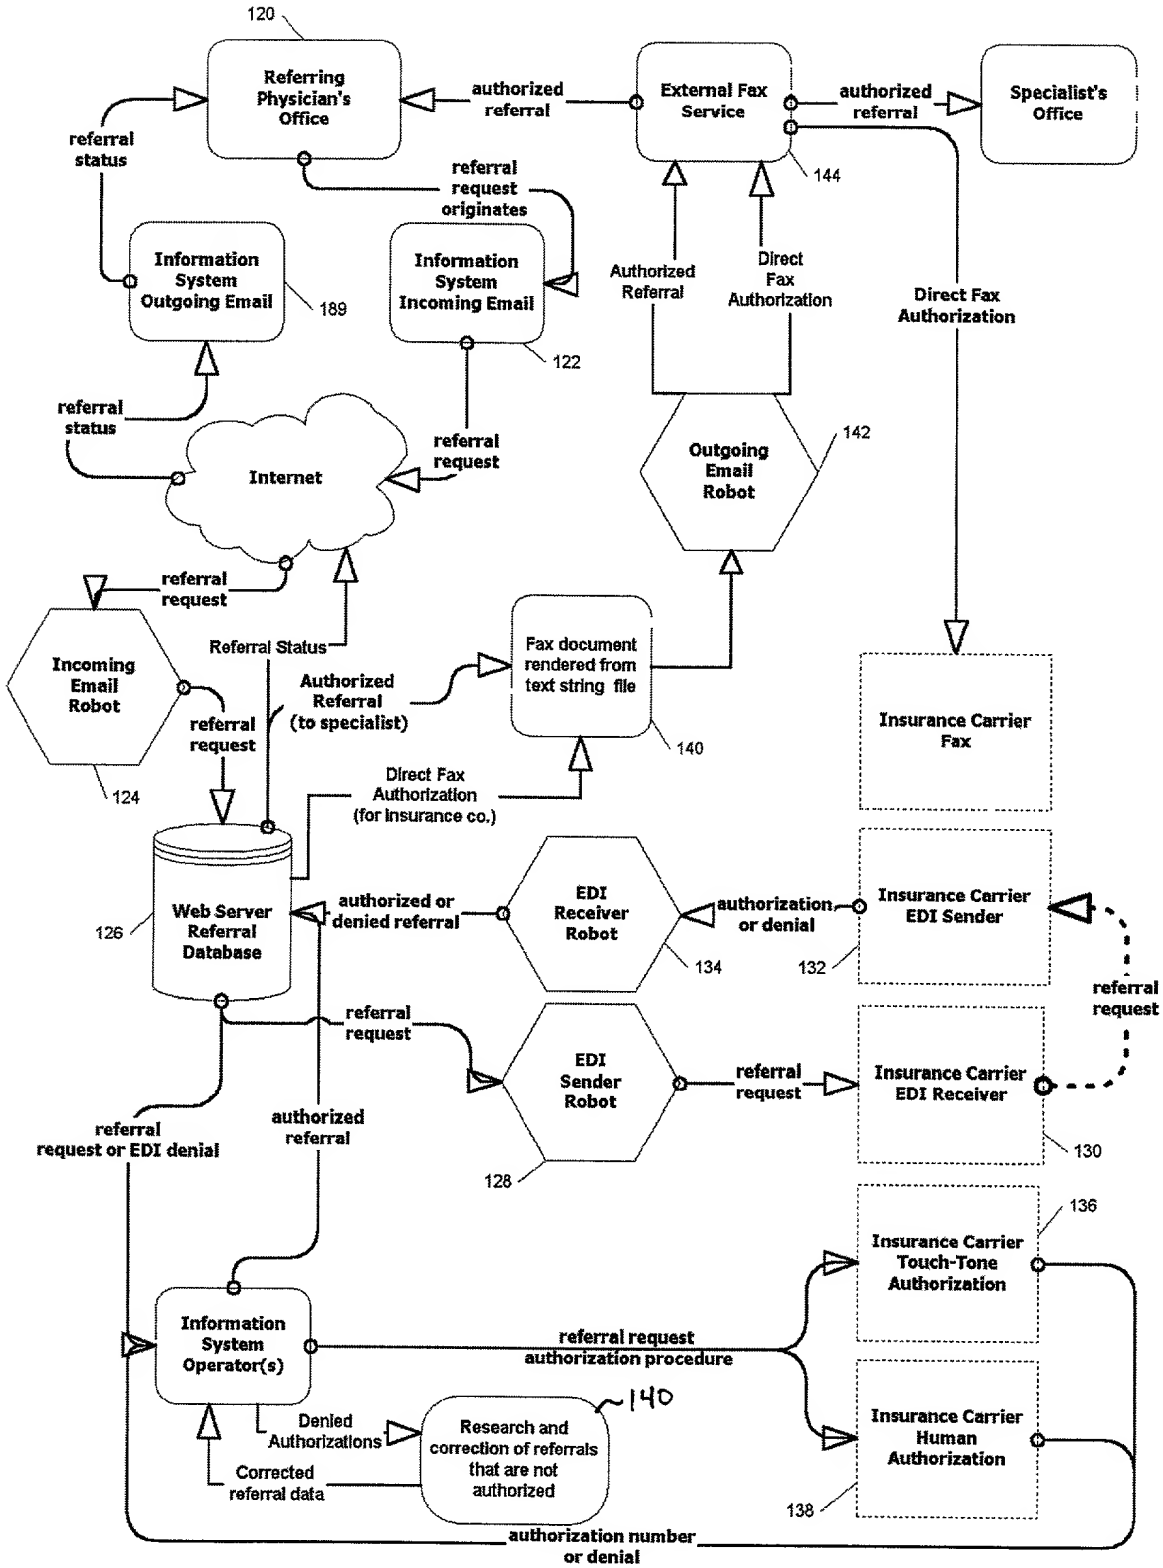 120
Referring
Physician's
Office
authorized
referral
External Fax
Service
144
authorized
referral
Specialist's
Office
referral
status
referral
request
originates
Information
System
Outgoing Email
189
Information
System
Incoming Email
122
Authorized
Referral
Direct
Fax
Authorization
Direct Fax
Authorization
referral
status
Internet
referral
request
Outgoing
Email
Robot
142
referral
request
Incoming
Email
Robot
124
Referral Status
Authorized
Referral
(to specialist)
Fax document
rendered from
text string file
140
referral
request
Direct Fax
Authorization
(for insurance co.)
Insurance Carrier
Fax
Web Server
Referral
Database
126
authorized or
denied referral
EDI
Receiver
Robot
134
authorization
or denial
Insurance Carrier
EDI Sender
132
referral
request
referral
request
EDI
Sender
Robot
128
referral
request
Insurance Carrier
EDI Receiver
130
referral
request or EDI denial
authorized
referral
136
Insurance Carrier
Touch-Tone
Authorization
Information
System
Operator(s)
referral request
authorization procedure
Insurance Carrier
Human
Authorization
138
Denied
Authorizations
Corrected
referral data
140
Research and
correction of referrals
that are not
authorized
authorization number
or denial